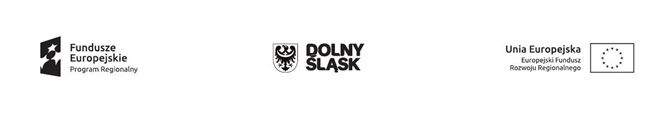 Fundusze
Europejskie
Program Regionalny
DOLNY
ŚLĄSK
Unia Europejska
Europejski Fundusz
Rozwoju Regionalnego